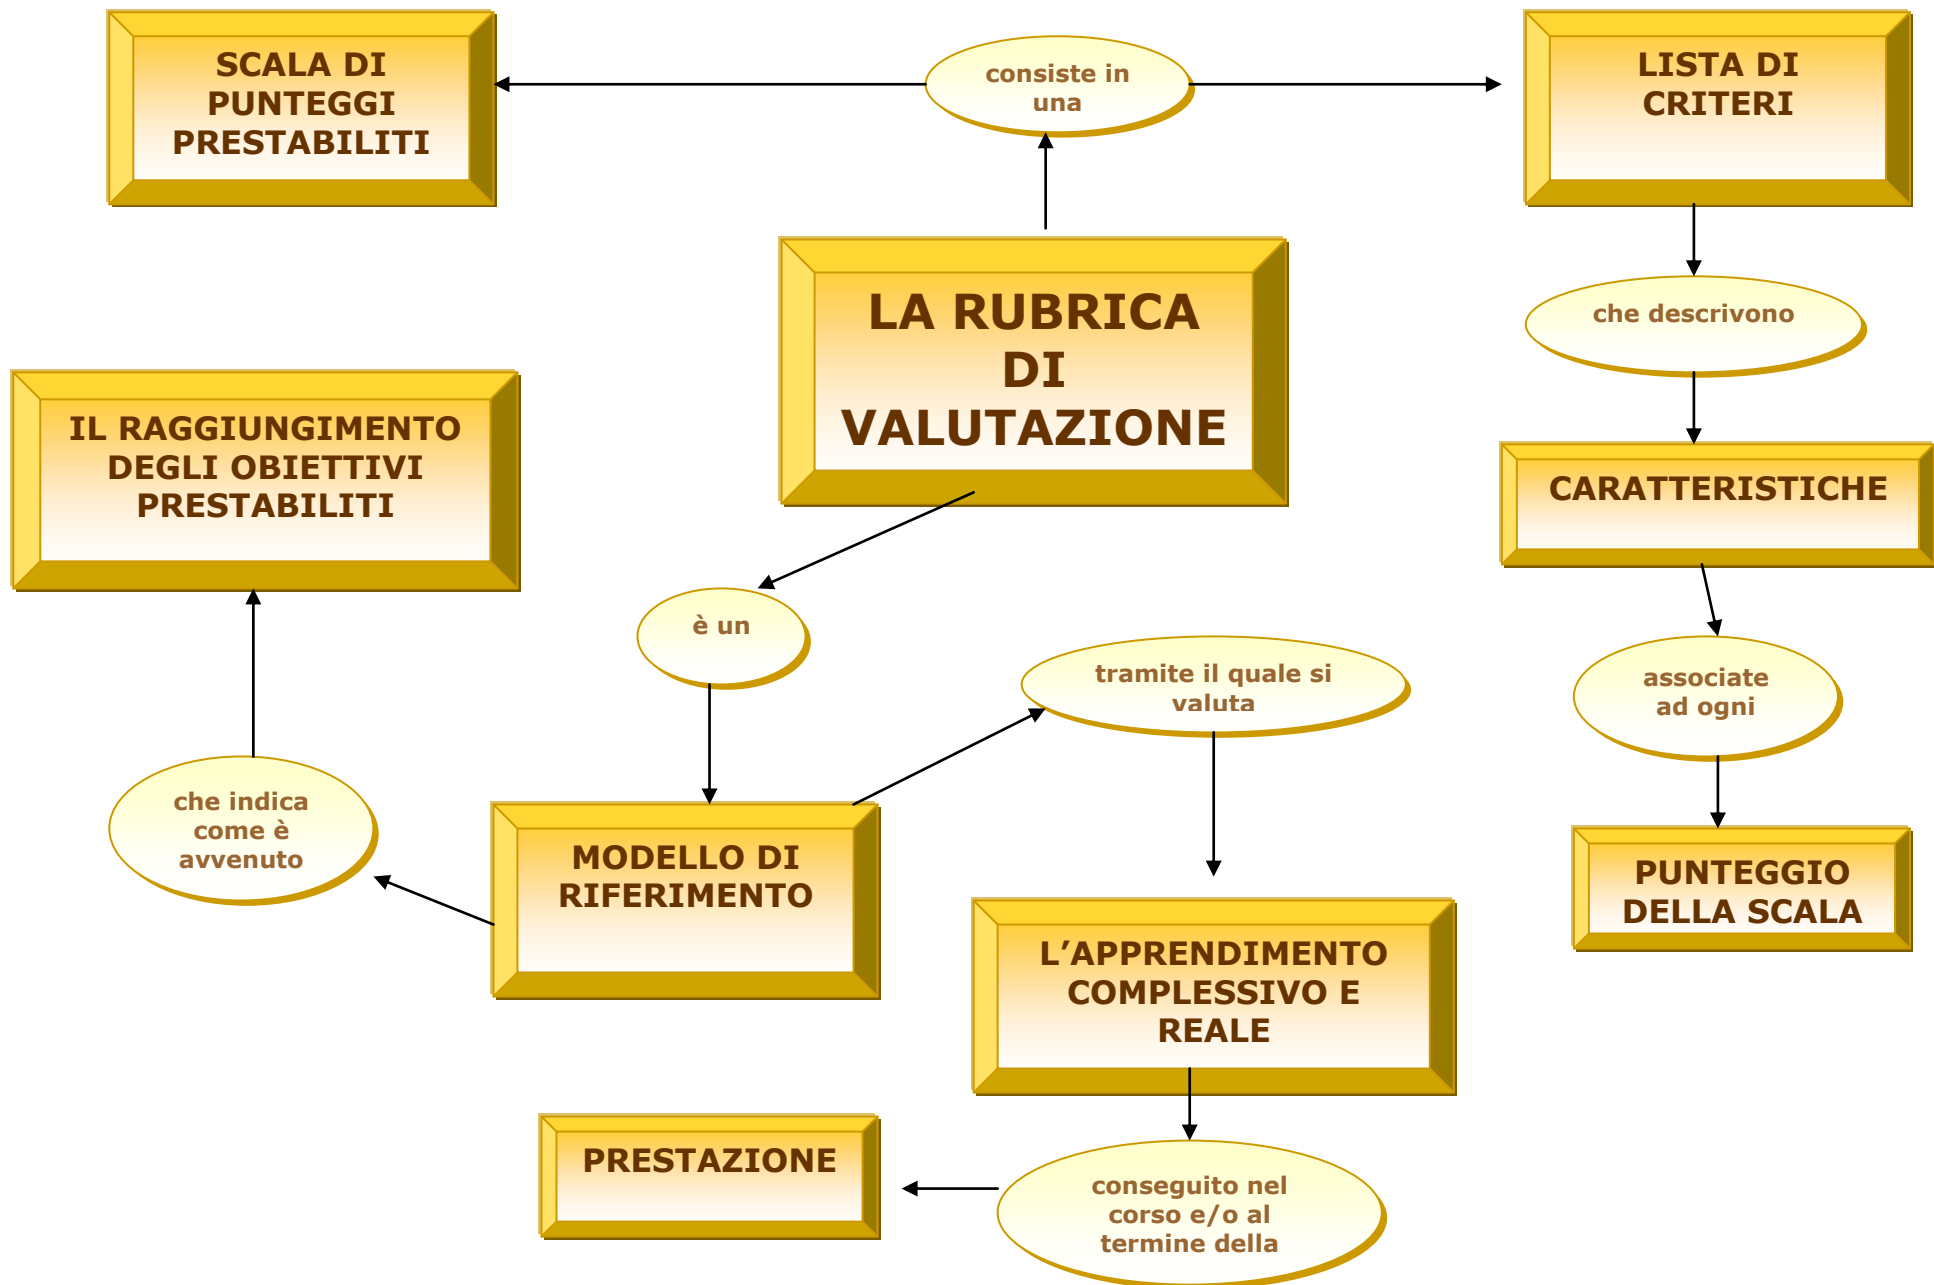 SCALA DI
PUNTEGGI
PRESTABILITI
consiste in
una
LISTA DI
CRITERI
LA RUBRICA
DI
VALUTAZIONE
che descrivono
IL RAGGIUNGIMENTO
DEGLI OBIETTIVI
PRESTABILITI
CARATTERISTICHE
è un
tramite il quale si
valuta
associate
ad ogni
che indica
come è
avvenuto
MODELLO DI
RIFERIMENTO
PUNTEGGIO
DELLA SCALA
L’APPRENDIMENTO
COMPLESSIVO E
REALE
PRESTAZIONE
conseguito nel
corso e/o al
termine della